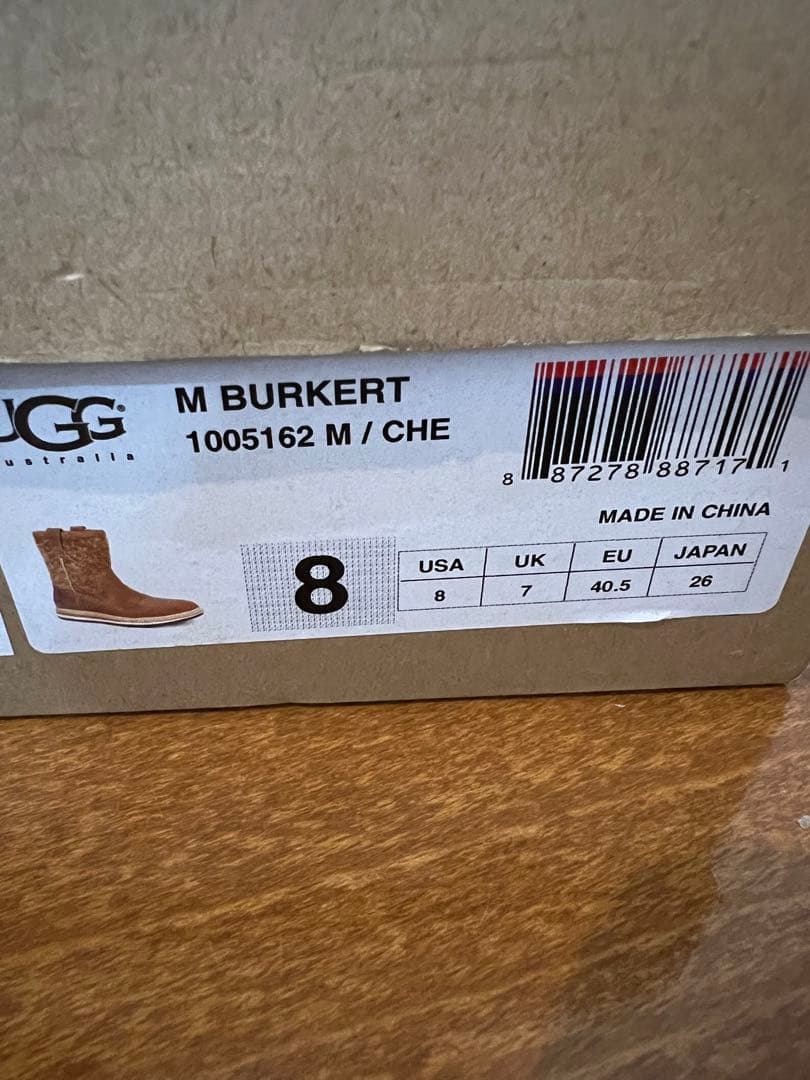 UGG®
ustralia
M BURKERT
1005162 M / CHE
8 87278 88717 1
MADE IN CHINA
8
USA UK EU JAPAN
8 7 40.5 26